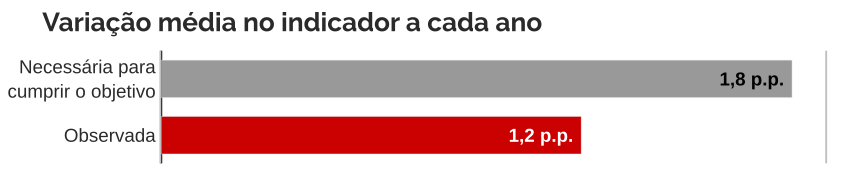 Variação média no indicador a cada ano
Necessária para
cumprir o objetivo
1,8 p.p.
Observada
1,2 p.p.